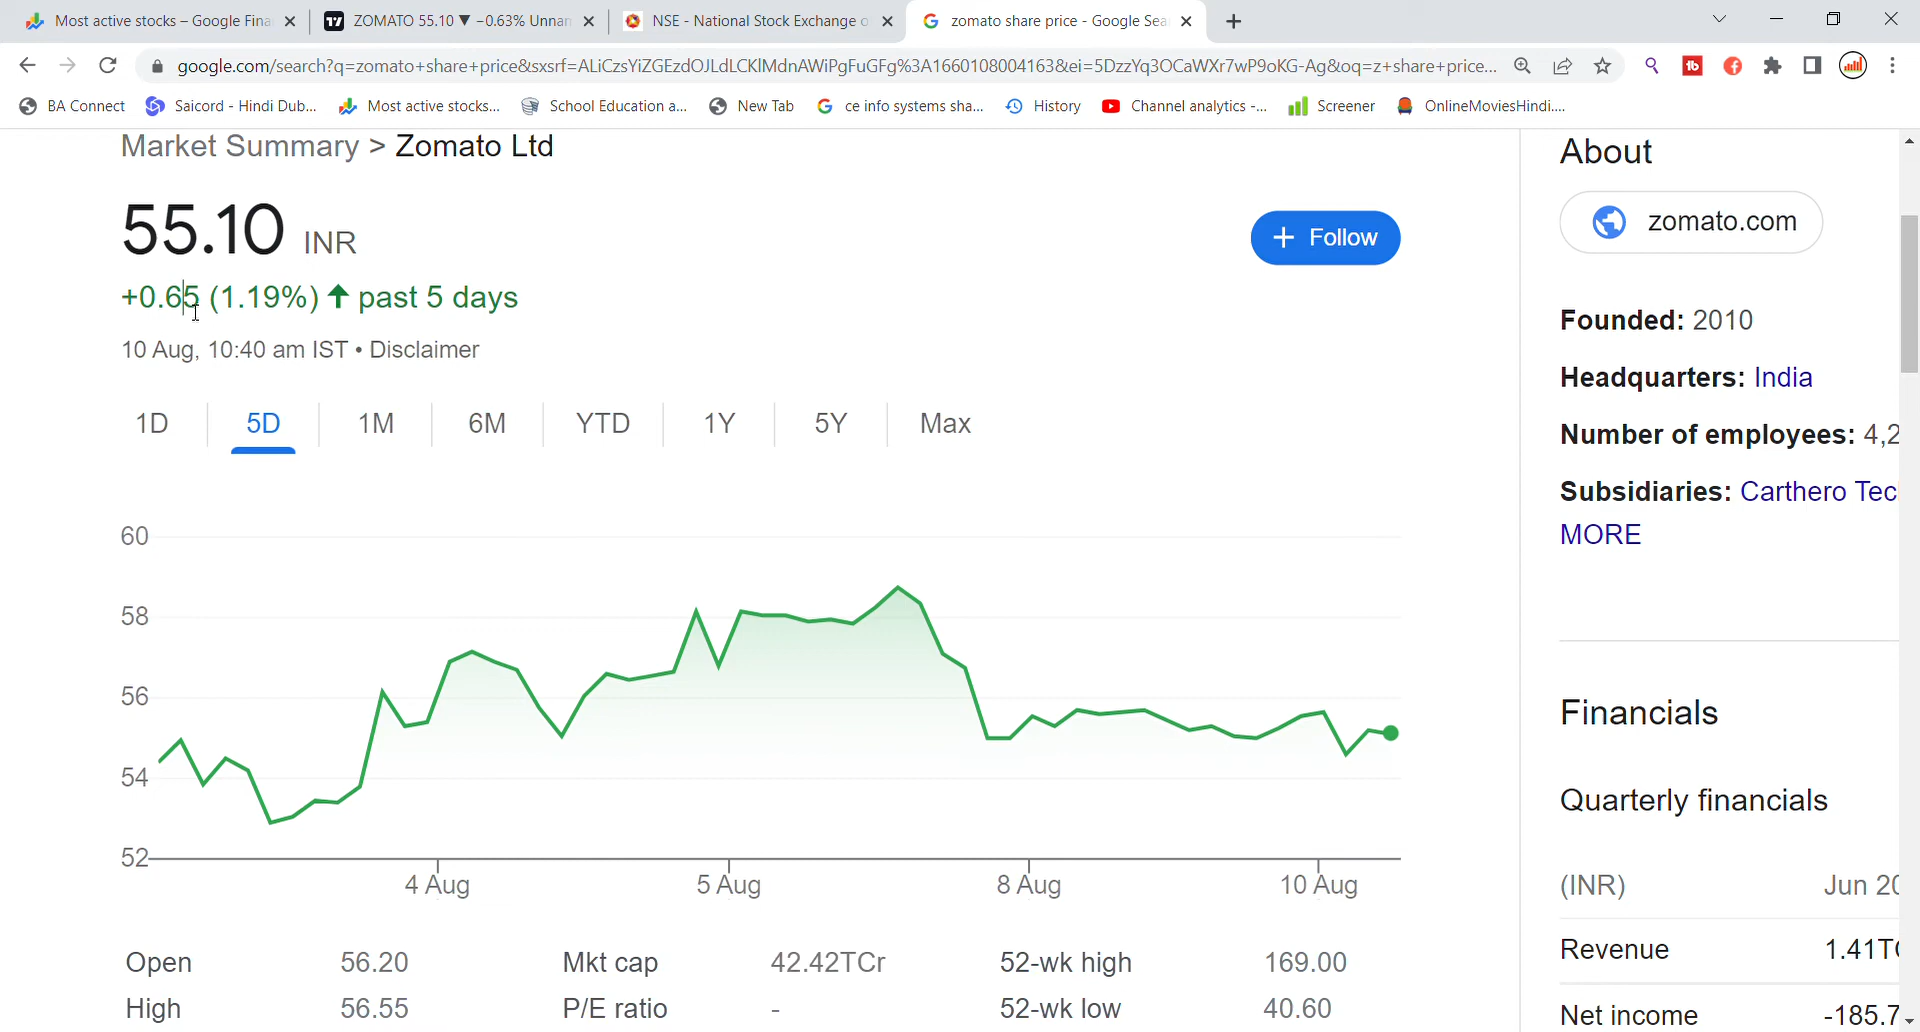 Most active stocks – Google Fina
ZOMATO 55.10 ▼ −0.63% Unnan
NSE - National Stock Exchange o
zomato share price - Google Sea
google.com/search?q=zomato+share+price&sxsrf=ALiCzsYiZGEzdOJLdLCKlMdnAWiPgFuGFg%3A1660108004163&ei=5DzzYq3OCaWXr7wP9oKG-Ag&oq=z+share+price...
BA Connect
Saicord - Hindi Dub...
Most active stocks...
School Education a...
New Tab
ce info systems sha...
History
Channel analytics -...
Screener
OnlineMoviesHindi....
Market Summary > Zomato Ltd
55.10 INR
+ Follow
+0.65 (1.19%) ↑ past 5 days
10 Aug, 10:40 am IST • Disclaimer
1D 5D 1M 6M YTD 1Y 5Y Max
60
58
56
54
52
4 Aug 5 Aug 8 Aug 10 Aug
Open 56.20 Mkt cap 42.42TCr 52-wk high 169.00
High 56.55 P/E ratio - 52-wk low 40.60
About
zomato.com
Founded: 2010
Headquarters: India
Number of employees: 4,2
Subsidiaries: Carthero Tec
MORE
Financials
Quarterly financials
(INR) Jun 20
Revenue 1.41T
Net income -185.7